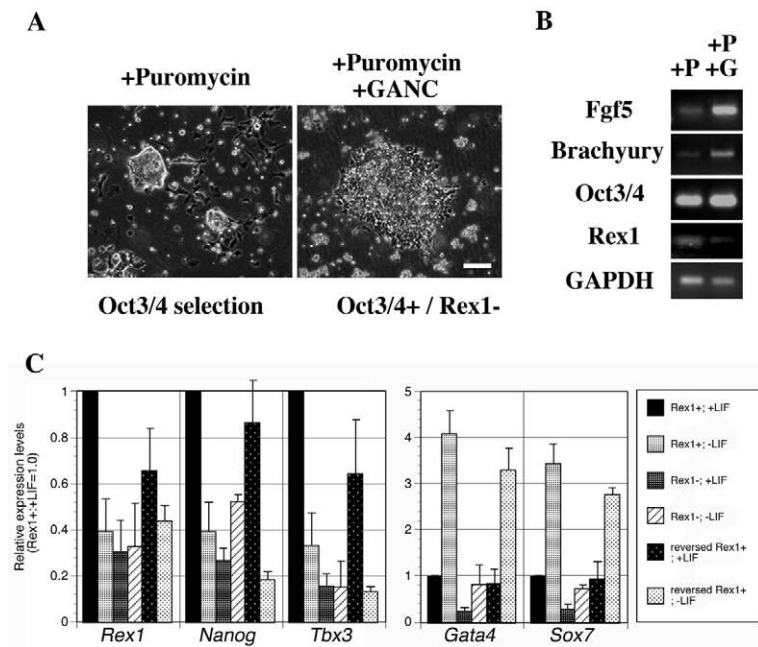 A
+Puromycin
+Puromycin
+GANC
Oct3/4 selection
Oct3/4+ / Rex1-
B
+P
+P
+G
Fgf5
Brachyury
Oct3/4
Rex1
GAPDH
C
Relative expression levels
(Rex1+:+LIF=1.0)
1
0.8
0.6
0.4
0.2
0
Rex1
Nanog
Tbx3
5
4
3
2
1
0
Gata4
Sox7
Rex1+; +LIF
Rex1+; -LIF
Rex1-; +LIF
Rex1-; -LIF
reversed Rex1+
; +LIF
reversed Rex1+
; -LIF